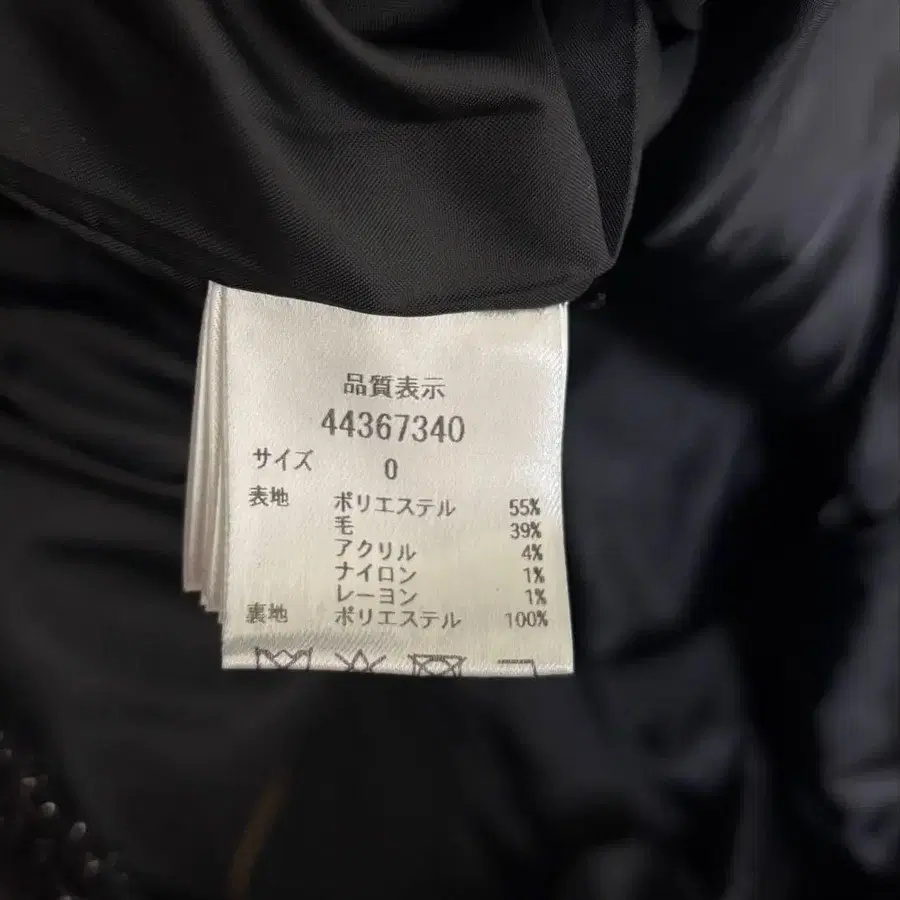 品質表示
44367340
サイズ 0
表地 ポリエステル 55%
毛 39%
アクリル 4%
ナイロン 1%
レーヨン 1%
裏地 ポリエステル 100%